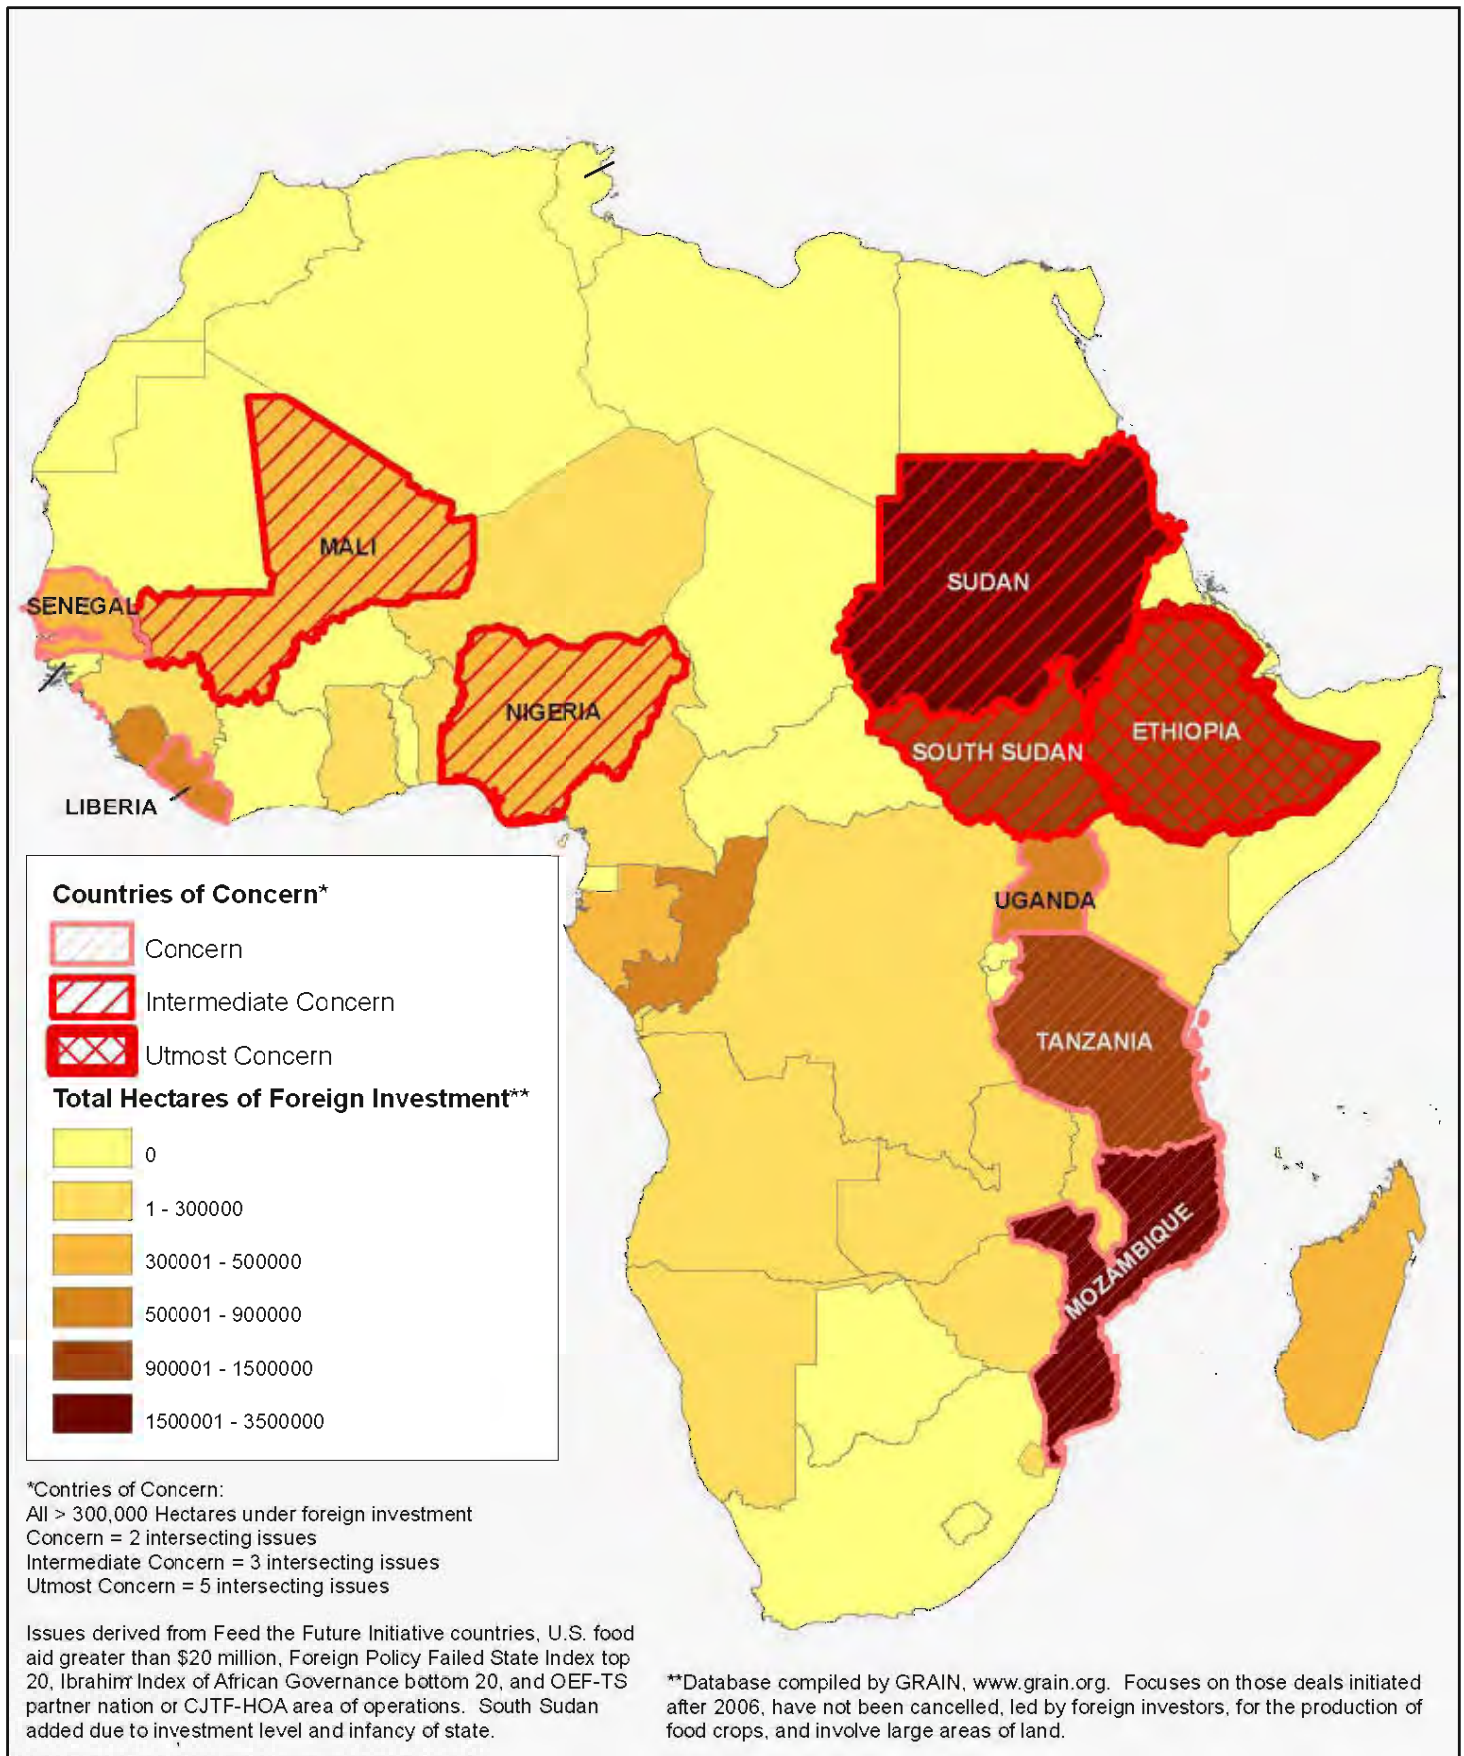 MALI
SUDAN
SENEGAL
NIGERIA
ETHIOPIA
SOUTH SUDAN
LIBERIA
UGANDA
TANZANIA
MOZAMBIQUE
Countries of Concern*
Concern
Intermediate Concern
Utmost Concern
Total Hectares of Foreign Investment**
0
1 - 300000
300001 - 500000
500001 - 900000
900001 - 1500000
1500001 - 3500000
*Contries of Concern:
All > 300,000 Hectares under foreign investment
Concern = 2 intersecting issues
Intermediate Concern = 3 intersecting issues
Utmost Concern = 5 intersecting issues
Issues derived from Feed the Future Initiative countries, U.S. food
aid greater than $20 million, Foreign Policy Failed State Index top
20, Ibrahim Index of African Governance bottom 20, and OEF-TS
partner nation or CJTF-HOA area of operations. South Sudan
added due to investment level and infancy of state.
**Database compiled by GRAIN, www.grain.org. Focuses on those deals initiated
after 2006, have not been cancelled, led by foreign investors, for the production of
food crops, and involve large areas of land.